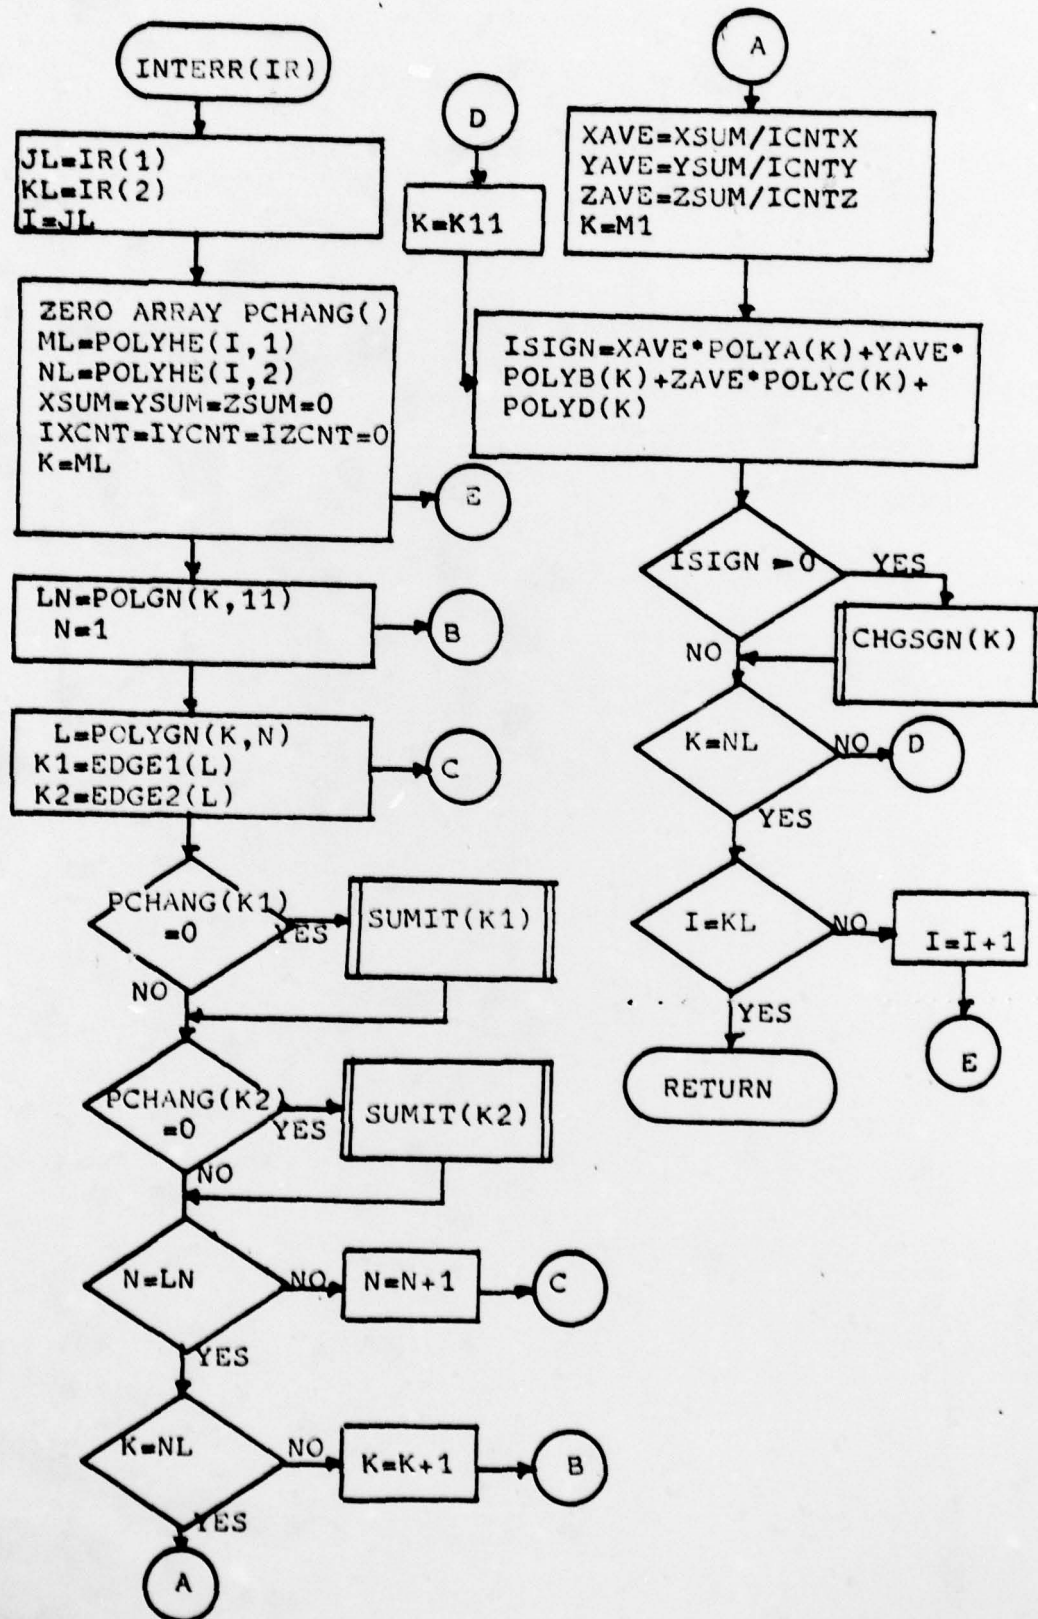 INTERR(IR)
JL=IR(1)
KL=IR(2)
I=JL
ZERO ARRAY PCHANG()
ML=POLYHE(I,1)
NL=POLYHE(I,2)
XSUM=YSUM=ZSUM=0
IXCNT=IYCNT=IZCNT=0
K=ML
E
LN=POLGN(K,11)
N=1
B
L=POLYGN(K,N)
K1=EDGE1(L)
K2=EDGE2(L)
C
PCHANG(K1)
=0
YES
SUMIT(K1)
NO
PCHANG(K2)
=0
YES
SUMIT(K2)
NO
N=LN
NO
N=N+1
C
YES
K=NL
NO
K=K+1
B
YES
A
D
K=K11
A
XAVE=XSUM/ICNTX
YAVE=YSUM/ICNTY
ZAVE=ZSUM/ICNTZ
K=M1
ISIGN=XAVE*POLYA(K)+YAVE*
POLYB(K)+ZAVE*POLYC(K)+
POLYD(K)
ISIGN = 0
YES
CHGSGN(K)
NO
K=NL
NO
D
YES
I=KL
NO
I=I+1
E
YES
RETURN